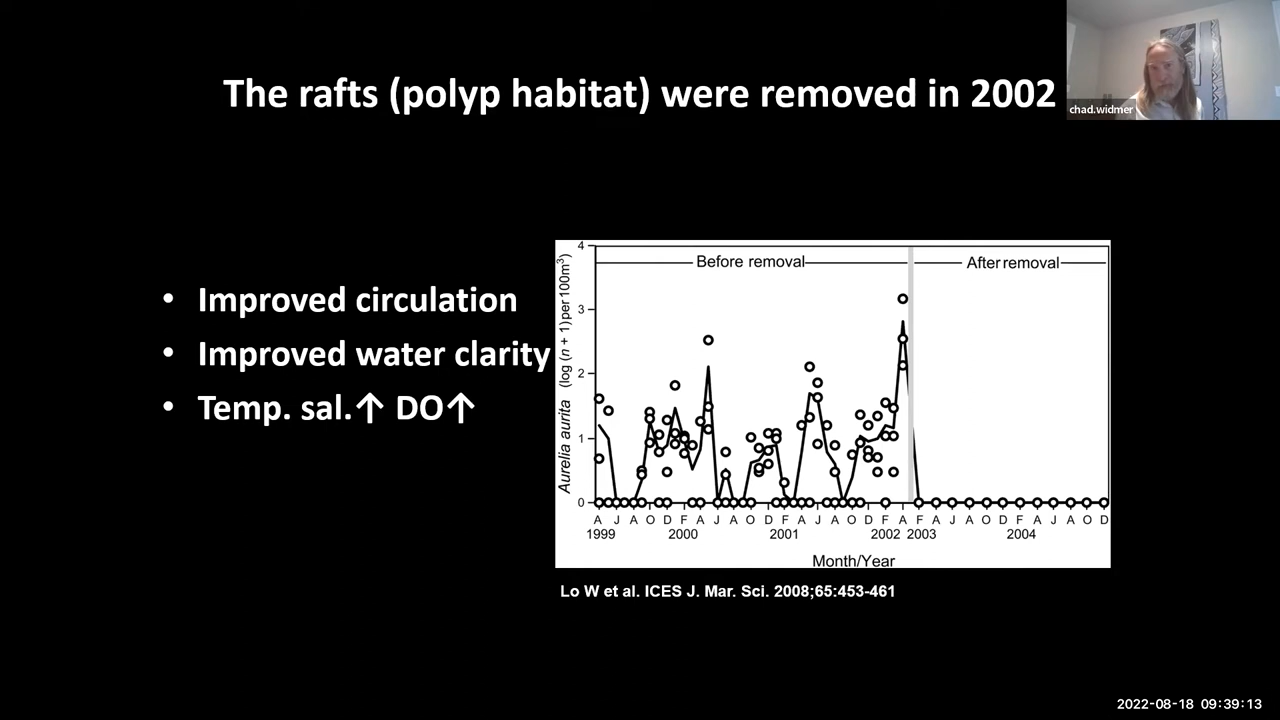 The rafts (polyp habitat) were removed in 2002
chad.widmer
• Improved circulation
• Improved water clarity
• Temp. sal.↑ DO↑
Aurelia aurita (log (n + 1) per 100m³)
4
3
2
1
0
Before removal
After removal
A J A O D F A J A O D F A J A O D F A F A J A O D F A J A O D
1999 2000 2001 2002 2003 2004
Month/Year
Lo W et al. ICES J. Mar. Sci. 2008;65:453-461
2022-08-18 09:39:13